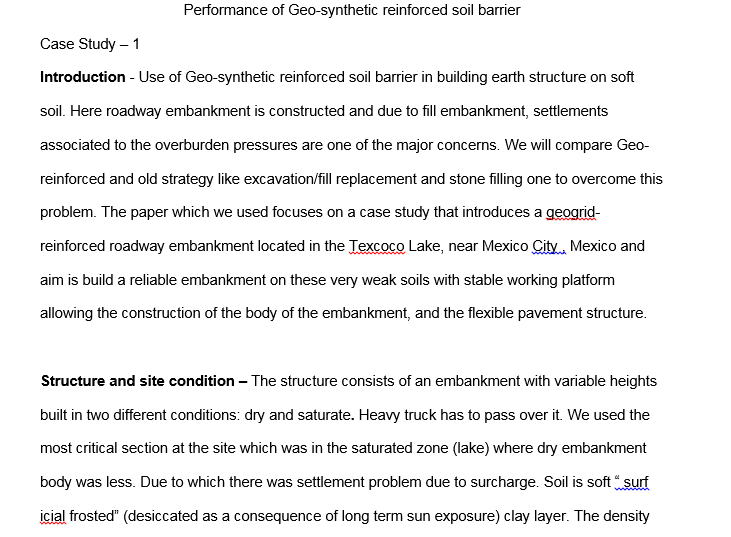 Performance of Geo-synthetic reinforced soil barrier
Case Study – 1
Introduction - Use of Geo-synthetic reinforced soil barrier in building earth structure on soft
soil. Here roadway embankment is constructed and due to fill embankment, settlements
associated to the overburden pressures are one of the major concerns. We will compare Geo-
reinforced and old strategy like excavation/fill replacement and stone filling one to overcome this
problem. The paper which we used focuses on a case study that introduces a geogrid-
reinforced roadway embankment located in the Texcoco Lake, near Mexico City , Mexico and
aim is build a reliable embankment on these very weak soils with stable working platform
allowing the construction of the body of the embankment, and the flexible pavement structure.
Structure and site condition – The structure consists of an embankment with variable heights
built in two different conditions: dry and saturate. Heavy truck has to pass over it. We used the
most critical section at the site which was in the saturated zone (lake) where dry embankment
body was less. Due to which there was settlement problem due to surcharge. Soil is soft “ surf
icial frosted” (desiccated as a consequence of long term sun exposure) clay layer. The density